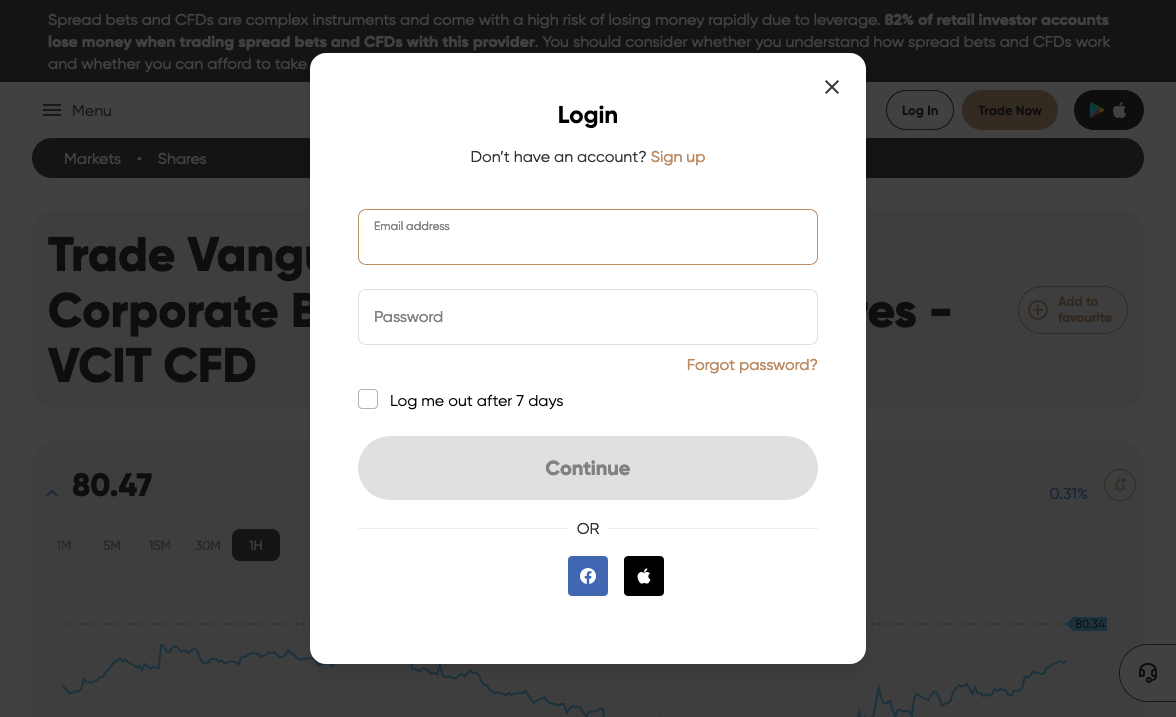 Spread bets and CFDs are complex instruments and come with a high risk of losing money rapidly due to leverage. 82% of retail investor accounts
lose money when trading spread bets and CFDs with this provider. You should consider whether you understand how spread bets and CFDs work
and whether you can afford to take
Menu
Log In
Trade Now
Markets • Shares
Login
Don't have an account? Sign up
Email address
Password
Forgot password?
Log me out after 7 days
Continue
OR
Trade
Corporate
VCIT CFD
Add to
favourite
80.47
0.31%
1M 5M 15M 30M 1H
80.34